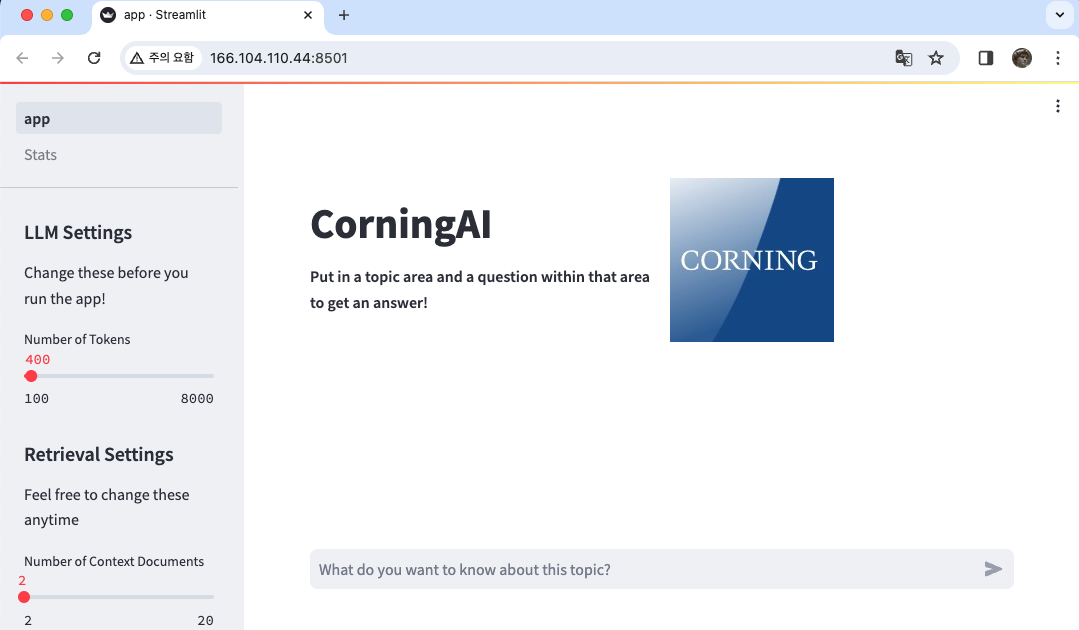 app · Streamlit
주의 요함
166.104.110.44:8501
app
Stats
LLM Settings
Change these before you
run the app!
Number of Tokens
400
100 8000
Retrieval Settings
Feel free to change these
anytime
Number of Context Documents
2
2 20
CorningAI
Put in a topic area and a question within that area
to get an answer!
CORNING
What do you want to know about this topic?